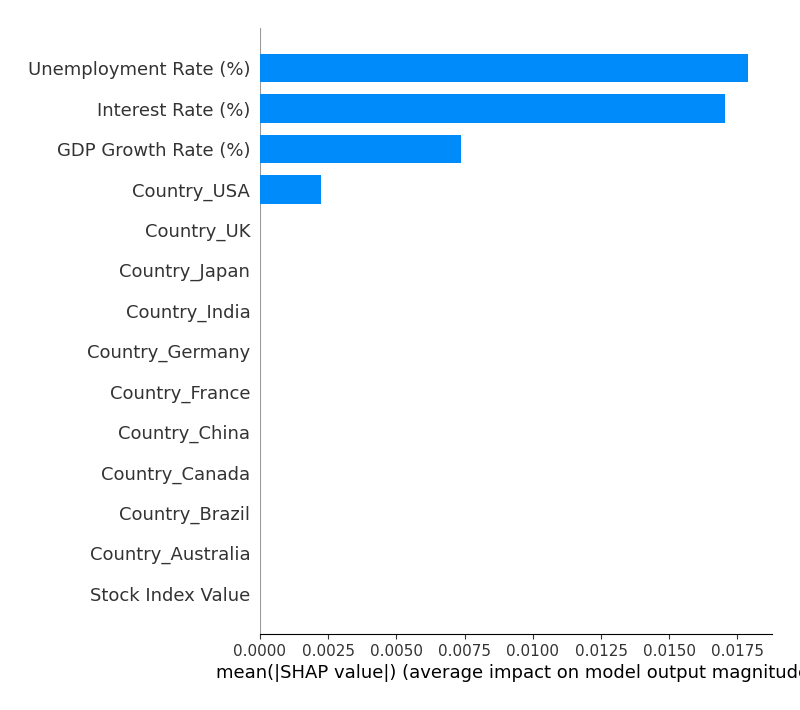 Unemployment Rate (%)
Interest Rate (%)
GDP Growth Rate (%)
Country_USA
Country_UK
Country_Japan
Country_India
Country_Germany
Country_France
Country_China
Country_Canada
Country_Brazil
Country_Australia
Stock Index Value
0.0000 0.0025 0.0050 0.0075 0.0100 0.0125 0.0150 0.0175
mean(|SHAP value|) (average impact on model output magnitude